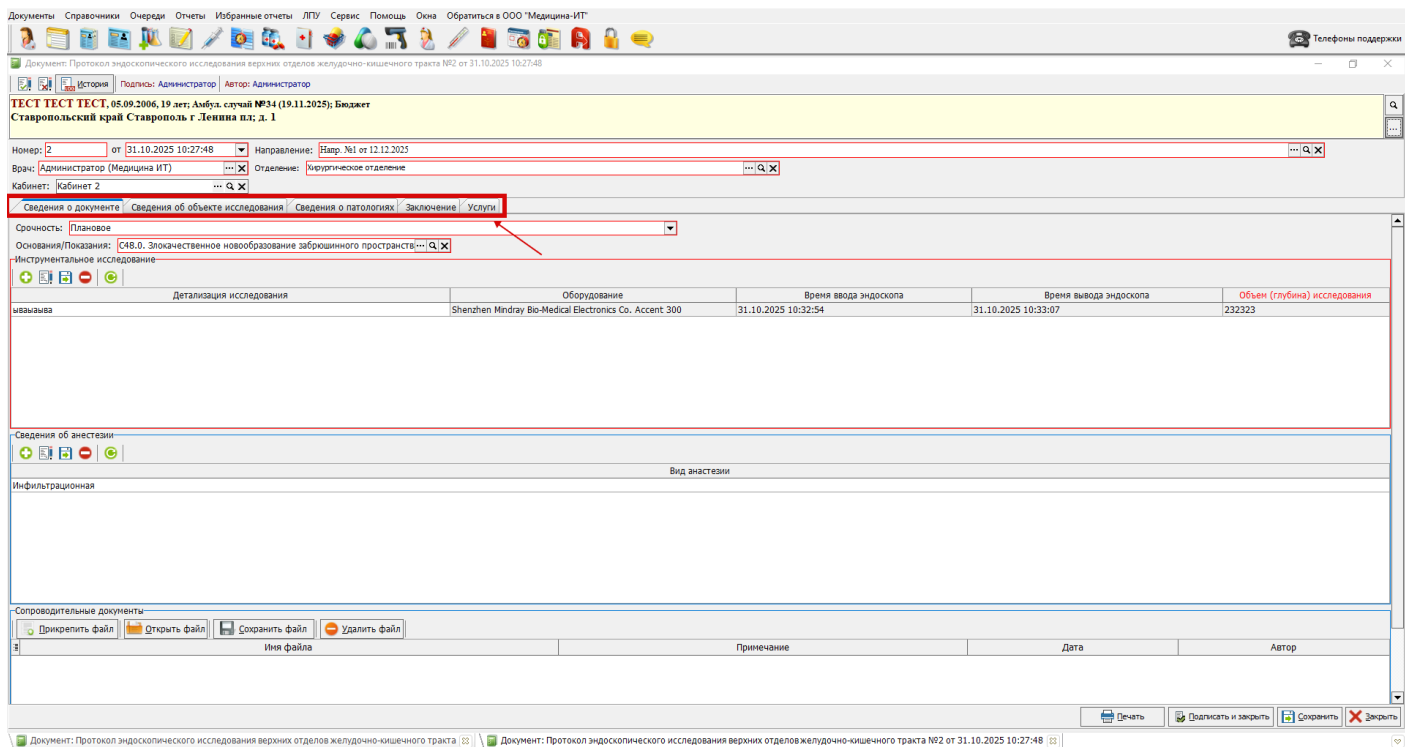 Документы Справочники Очереди Отчеты Избранные отчеты ЛПУ Сервис Помощь Окна Обратиться в ООО "Медицина-ИТ"
Телефоны поддержки
Документ: Протокол эндоскопического исследования верхних отделов желудочно-кишечного тракта №2 от 31.10.2025 10:27:48
История Подпись: Администратор Автор: Администратор
ТЕСТ ТЕСТ ТЕСТ, 05.09.2006, 19 лет; Амбул. случай №34 (19.11.2025); Бюджет
Ставропольский край Ставрополь г Ленина пл; д. 1
Номер: 2 от 31.10.2025 10:27:48 Направление: Напр. №1 от 12.12.2025
Врач: Администратор (Медицина ИТ) Отделение: Хирургическое отделение
Кабинет: Кабинет 2
Сведения о документе Сведения об объекте исследования Сведения о патологиях Заключение Услуги
Срочность: Плановое
Основания/Показания: C48.0. Злокачественное новообразование забрюшинного пространств
Инструментальное исследование
Детализация исследования Оборудование Время ввода эндоскопа Время вывода эндоскопа Объем (глубина) исследования
ываыаыва Shenzhen Mindray Bio-Medical Electronics Co. Accent 300 31.10.2025 10:32:54 31.10.2025 10:33:07 232323
Сведения об анестезии
Вид анастезии
Инфильтрационная
Сопроводительные документы
Прикрепить файл Открыть файл Сохранить файл Удалить файл
Имя файла Примечание Дата Автор
Печать Подписать и закрыть Сохранить Закрыть
Документ: Протокол эндоскопического исследования верхних отделов желудочно-кишечного тракта Документ: Протокол эндоскопического исследования верхних отделов желудочно-кишечного тракта №2 от 31.10.2025 10:27:48